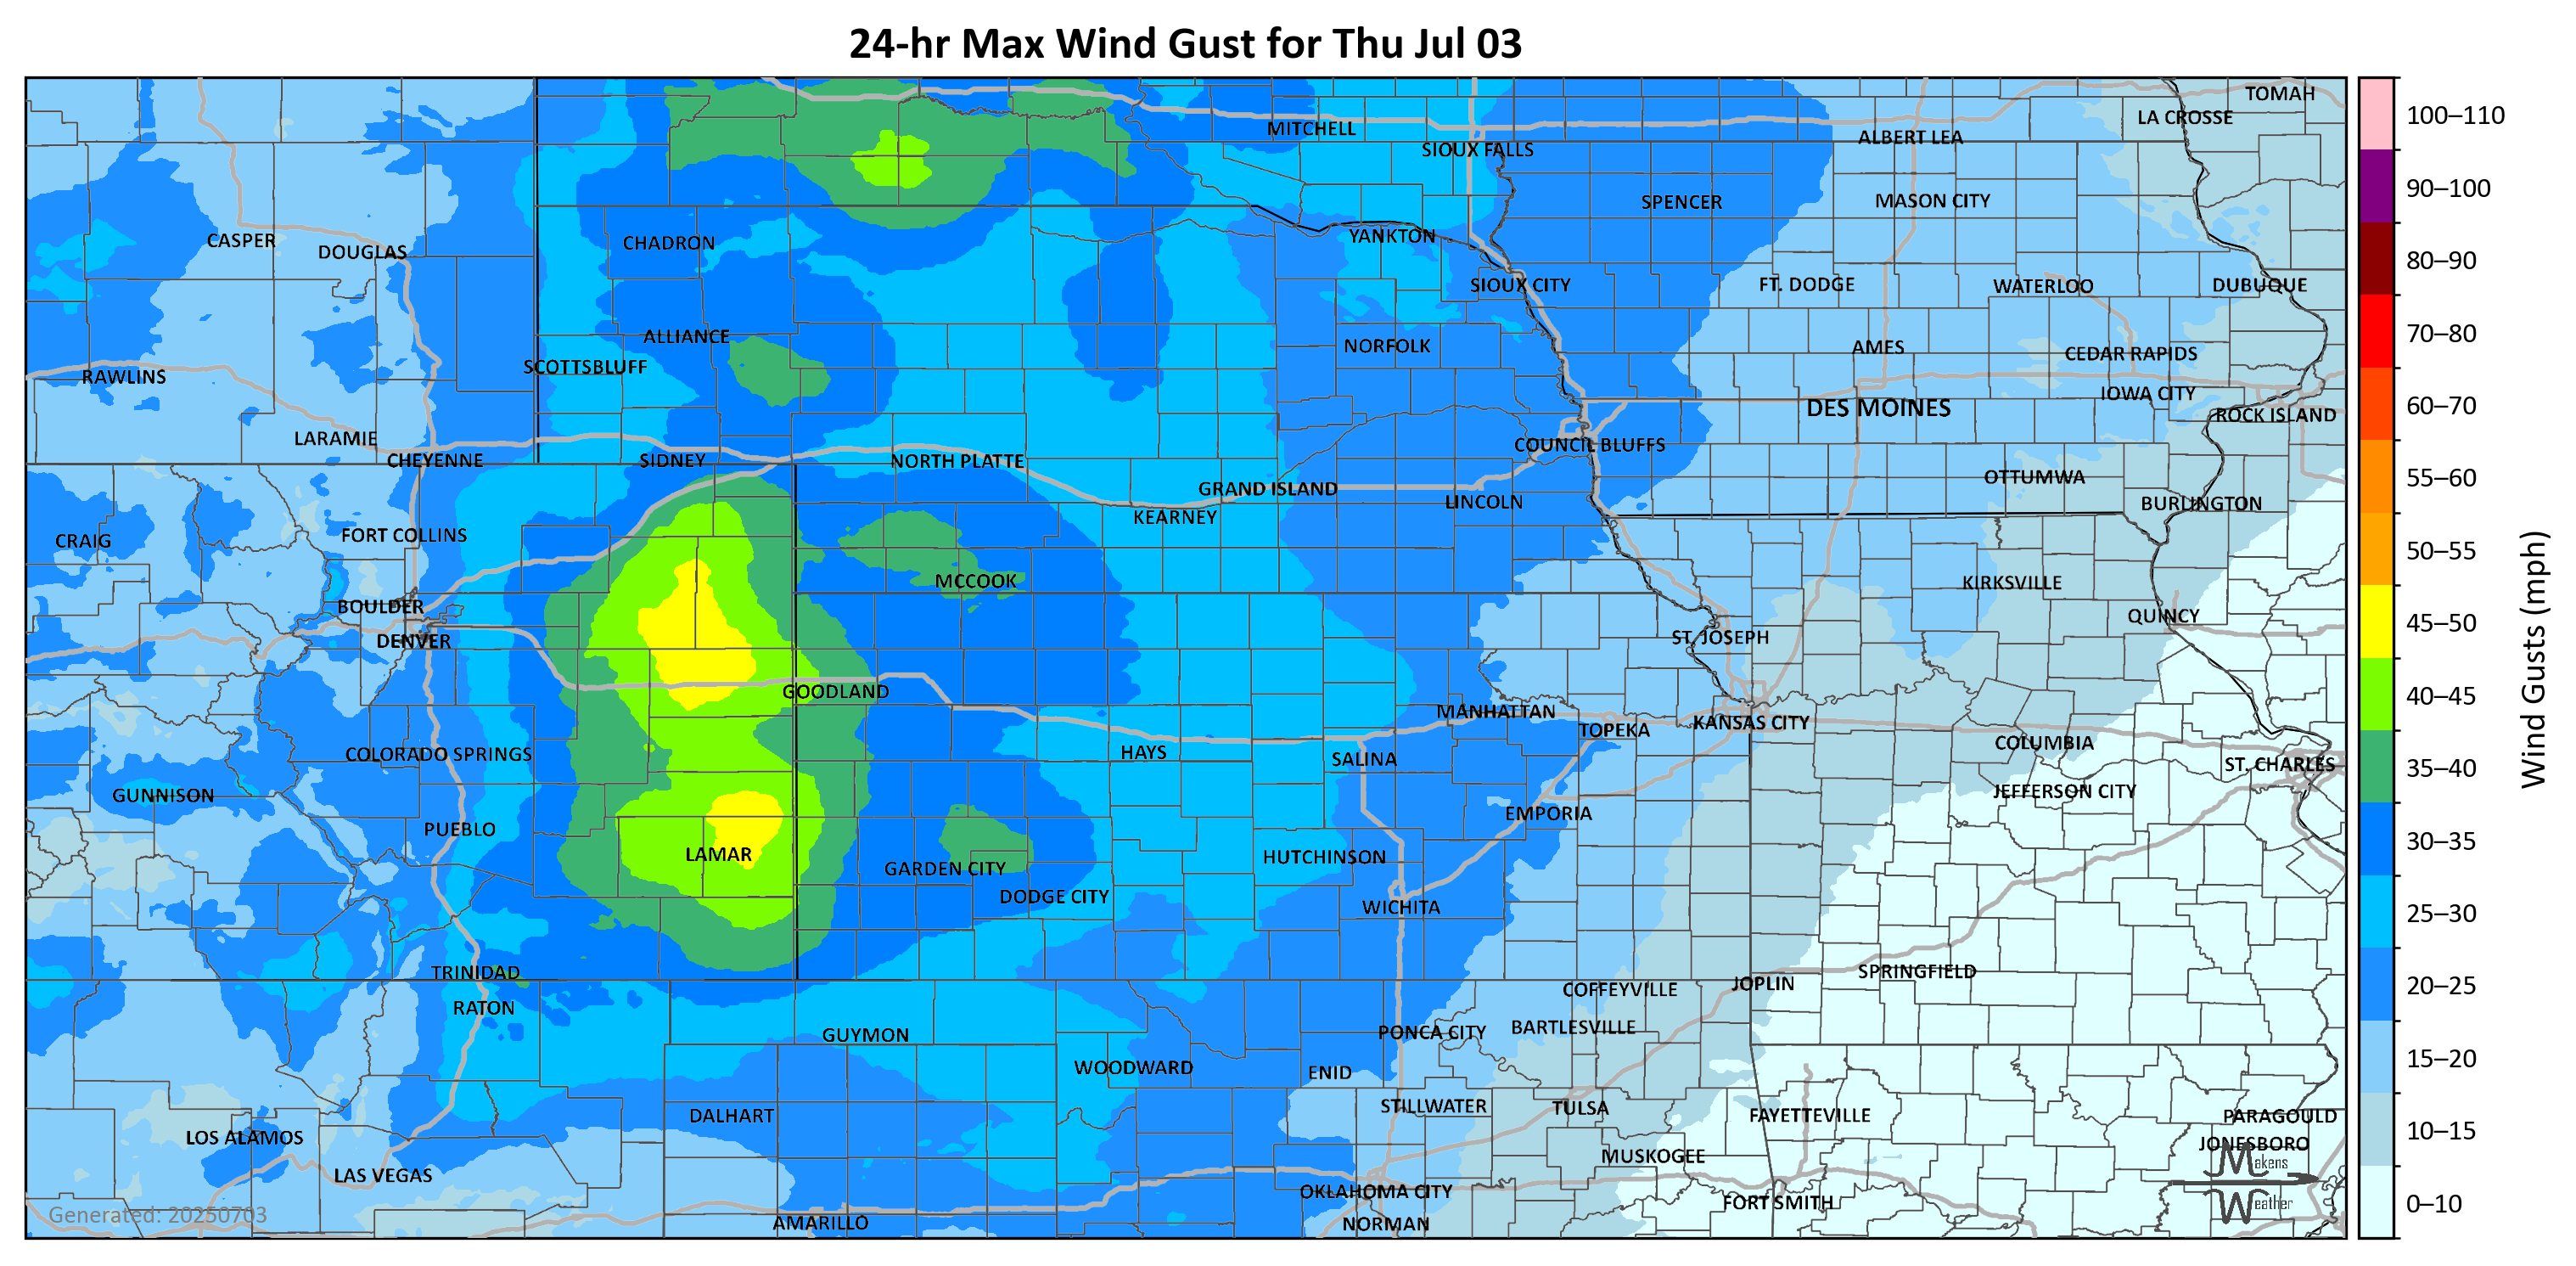 24-hr Max Wind Gust for Thu Jul 03
TOMAH
LA CROSSE
MITCHELL
ALBERT LEA
SIOUX FALLS
SPENCER
MASON CITY
CASPER
CHADRON
YANKTON
DOUGLAS
SIOUX CITY
FT. DODGE
WATERLOO
DUBUQUE
ALLIANCE
NORFOLK
AMES
CEDAR RAPIDS
SCOTTSBLUFF
RAWLINS
IOWA CITY
DES MOINES
ROCK ISLAND
LARAMIE
COUNCIL BLUFFS
CHEYENNE
SIDNEY
NORTH PLATTE
OTTUMWA
GRAND ISLAND
LINCOLN
BURLINGTON
KEARNEY
FORT COLLINS
CRAIG
MCCOOK
KIRKSVILLE
BOULDER
QUINCY
DENVER
ST. JOSEPH
GOODLAND
MANHATTAN
TOPEKA
KANSAS CITY
COLUMBIA
COLORADO SPRINGS
HAYS
SALINA
ST. CHARLES
GUNNISON
JEFFERSON CITY
EMPORIA
PUEBLO
LAMAR
HUTCHINSON
GARDEN CITY
DODGE CITY
WICHITA
TRINIDAD
SPRINGFIELD
JOPLIN
COFFEYVILLE
RATON
GUYMON
PONCA CITY
BARTLESVILLE
WOODWARD
ENID
STILLWATER
TULSA
DALHART
FAYETTEVILLE
PARAGOULD
LOS ALAMOS
JONESBORO
MUSKOGEE
LAS VEGAS
OKLAHOMA CITY
FORT SMITH
AMARILLO
NORMAN
Generated: 20250703
Makens
Weather
100–110
90–100
80–90
70–80
60–70
55–60
50–55
45–50
40–45
35–40
30–35
25–30
20–25
15–20
10–15
0–10
Wind Gusts (mph)